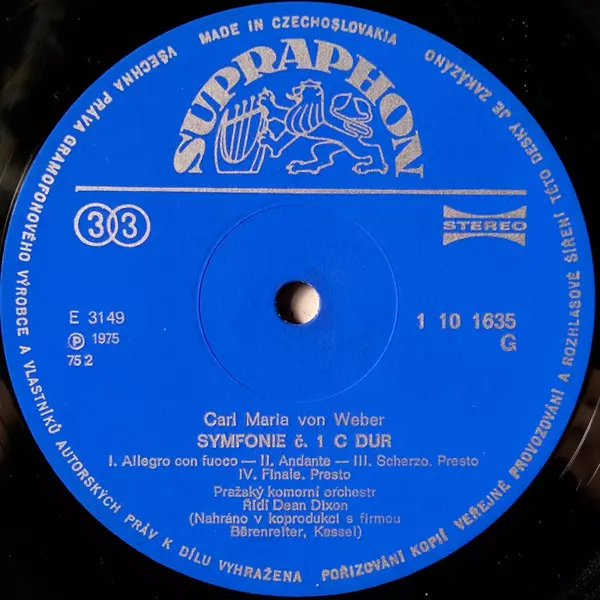 MADE IN CZECHOSLOVAKIA
VŠECHNA PRÁVA GRAMOFONOVÉHO VÝROBCE A VLASTNÍKŮ AUTORSKÝCH PRÁV K DÍLU VYHRAŽENA
POŘIZOVÁNÍ KOPIÍ VEŘEJNÉ PROVOZOVÁNÍ A ROZHLASOVÉ ŠÍŘENÍ TÉTO DESKY JE ZAKÁZÁNO
SUPRAPHON
33
STEREO
E 3149
Ⓟ 1975
75 2
1 10 1635
G
Carl Maria von Weber
SYMFONIE č. 1 C DUR
I. Allegro con fuoco — II. Andante — III. Scherzo. Presto
IV. Finale. Presto
Pražský komorní orchestr
Řídí Dean Dixon
(Nahráno v koprodukci s firmou
Bärenreiter, Kassel)